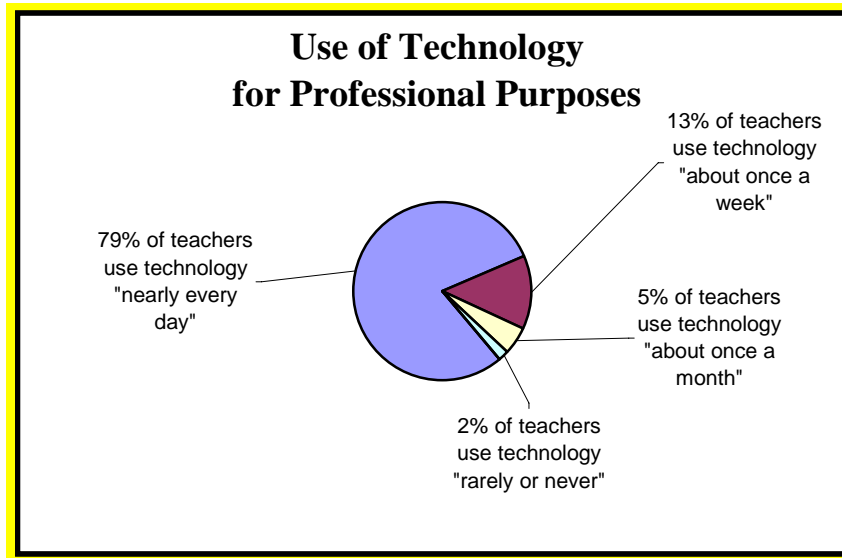 Use of Technology
for Professional Purposes
13% of teachers
use technology
"about once a
week"
79% of teachers
use technology
"nearly every
day"
5% of teachers
use technology
"about once a
month"
2% of teachers
use technology
"rarely or never"